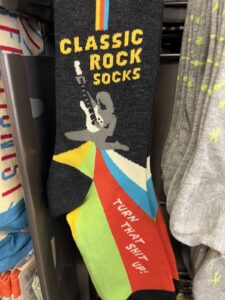 CLASSIC
ROCK
SOCKS
TURN THAT SHIT UP!